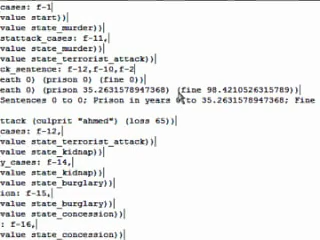 cases: f-1
value start))
value state_murder))
value state_murder))
stattack_cases: f-11,
value state_murder))
value state_terrorist_attack))
ck_sentence: f-12,f-10,f-2
eath 0) (prison 0) (fine 0))
eath 0) (prison 35.2631578947368) (fine 98.4210526315789))
Sentences 0 to 0; Prison in years 0 to 35.2631578947368; Fine
ttack (culprit "ahmed") (loss 65))
cases: f-12,
value state_terrorist_attack))
value state_kidnap))
y_cases: f-14,
value state_kidnap))
value state_burglary))
ion: f-15,
value state_burglary))
value state_concession))
: f-16,
value state_concession))